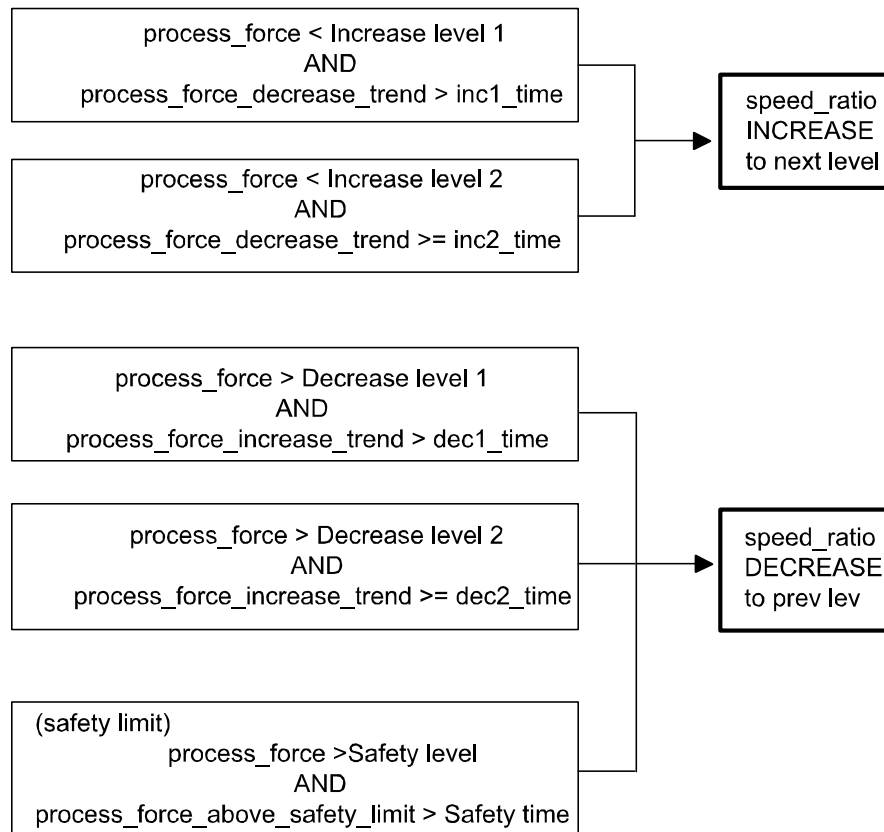 process_force < Increase level 1
AND
process_force_decrease_trend > inc1_time
speed_ratio
INCREASE
to next level
process_force < Increase level 2
AND
process_force_decrease_trend >= inc2_time
process_force > Decrease level 1
AND
process_force_increase_trend > dec1_time
process_force > Decrease level 2
AND
process_force_increase_trend >= dec2_time
speed_ratio
DECREASE
to prev lev
(safety limit)
process_force >Safety level
AND
process_force_above_safety_limit > Safety time